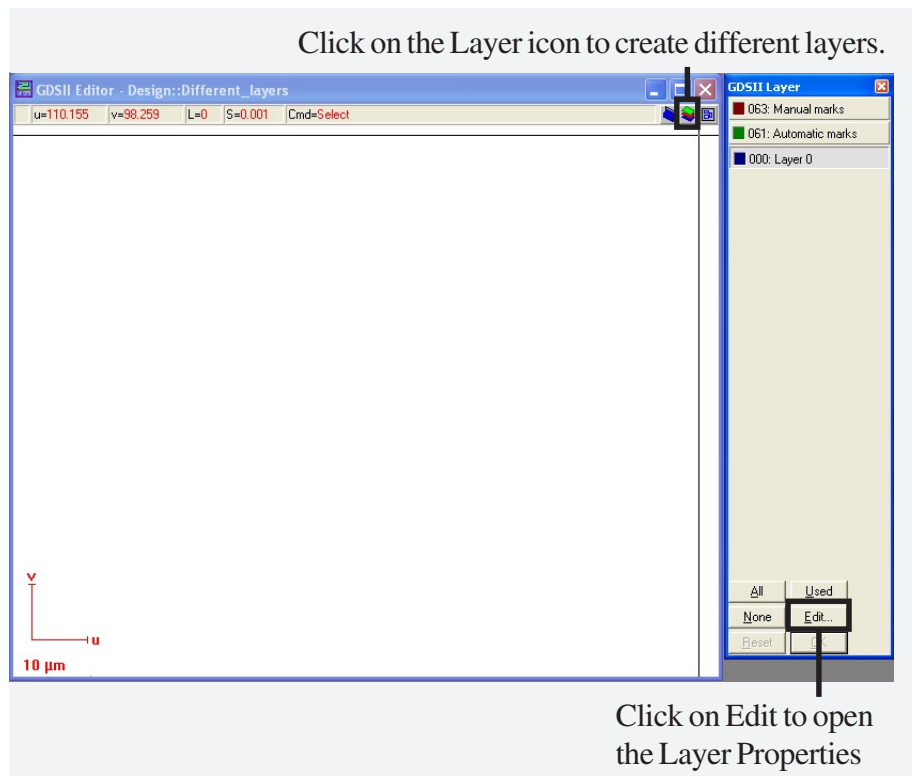 Click on the Layer icon to create different layers.
GDSII Editor - Design::Different_layers
u=110.155 v=98.259 L=0 S=0.001 Cmd=Select
GDSII Layer
063: Manual marks
061: Automatic marks
000: Layer 0
v
u
10 µm
All Used
None Edit...
Reset OK
Click on Edit to open
the Layer Properties